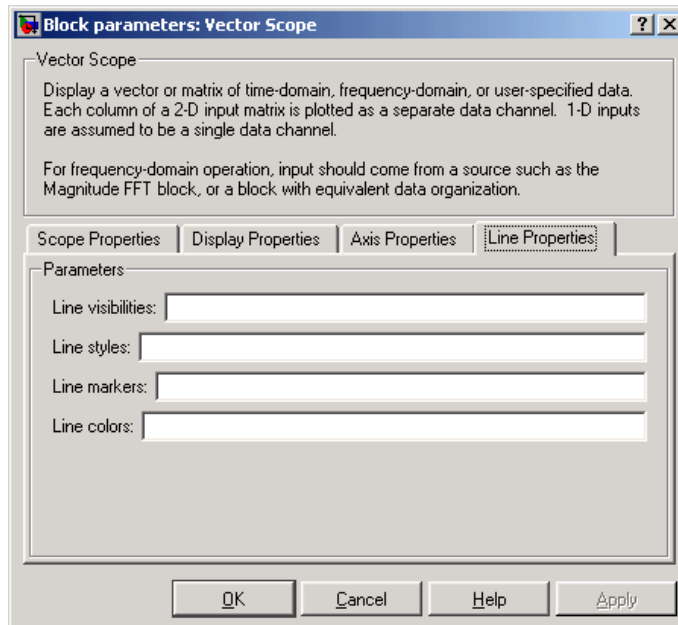 Block parameters: Vector Scope
Vector Scope
Display a vector or matrix of time-domain, frequency-domain, or user-specified data.
Each column of a 2-D input matrix is plotted as a separate data channel. 1-D inputs
are assumed to be a single data channel.
For frequency-domain operation, input should come from a source such as the
Magnitude FFT block, or a block with equivalent data organization.
Scope Properties Display Properties Axis Properties Line Properties
Parameters
Line visibilities:
Line styles:
Line markers:
Line colors:
OK Cancel Help Apply